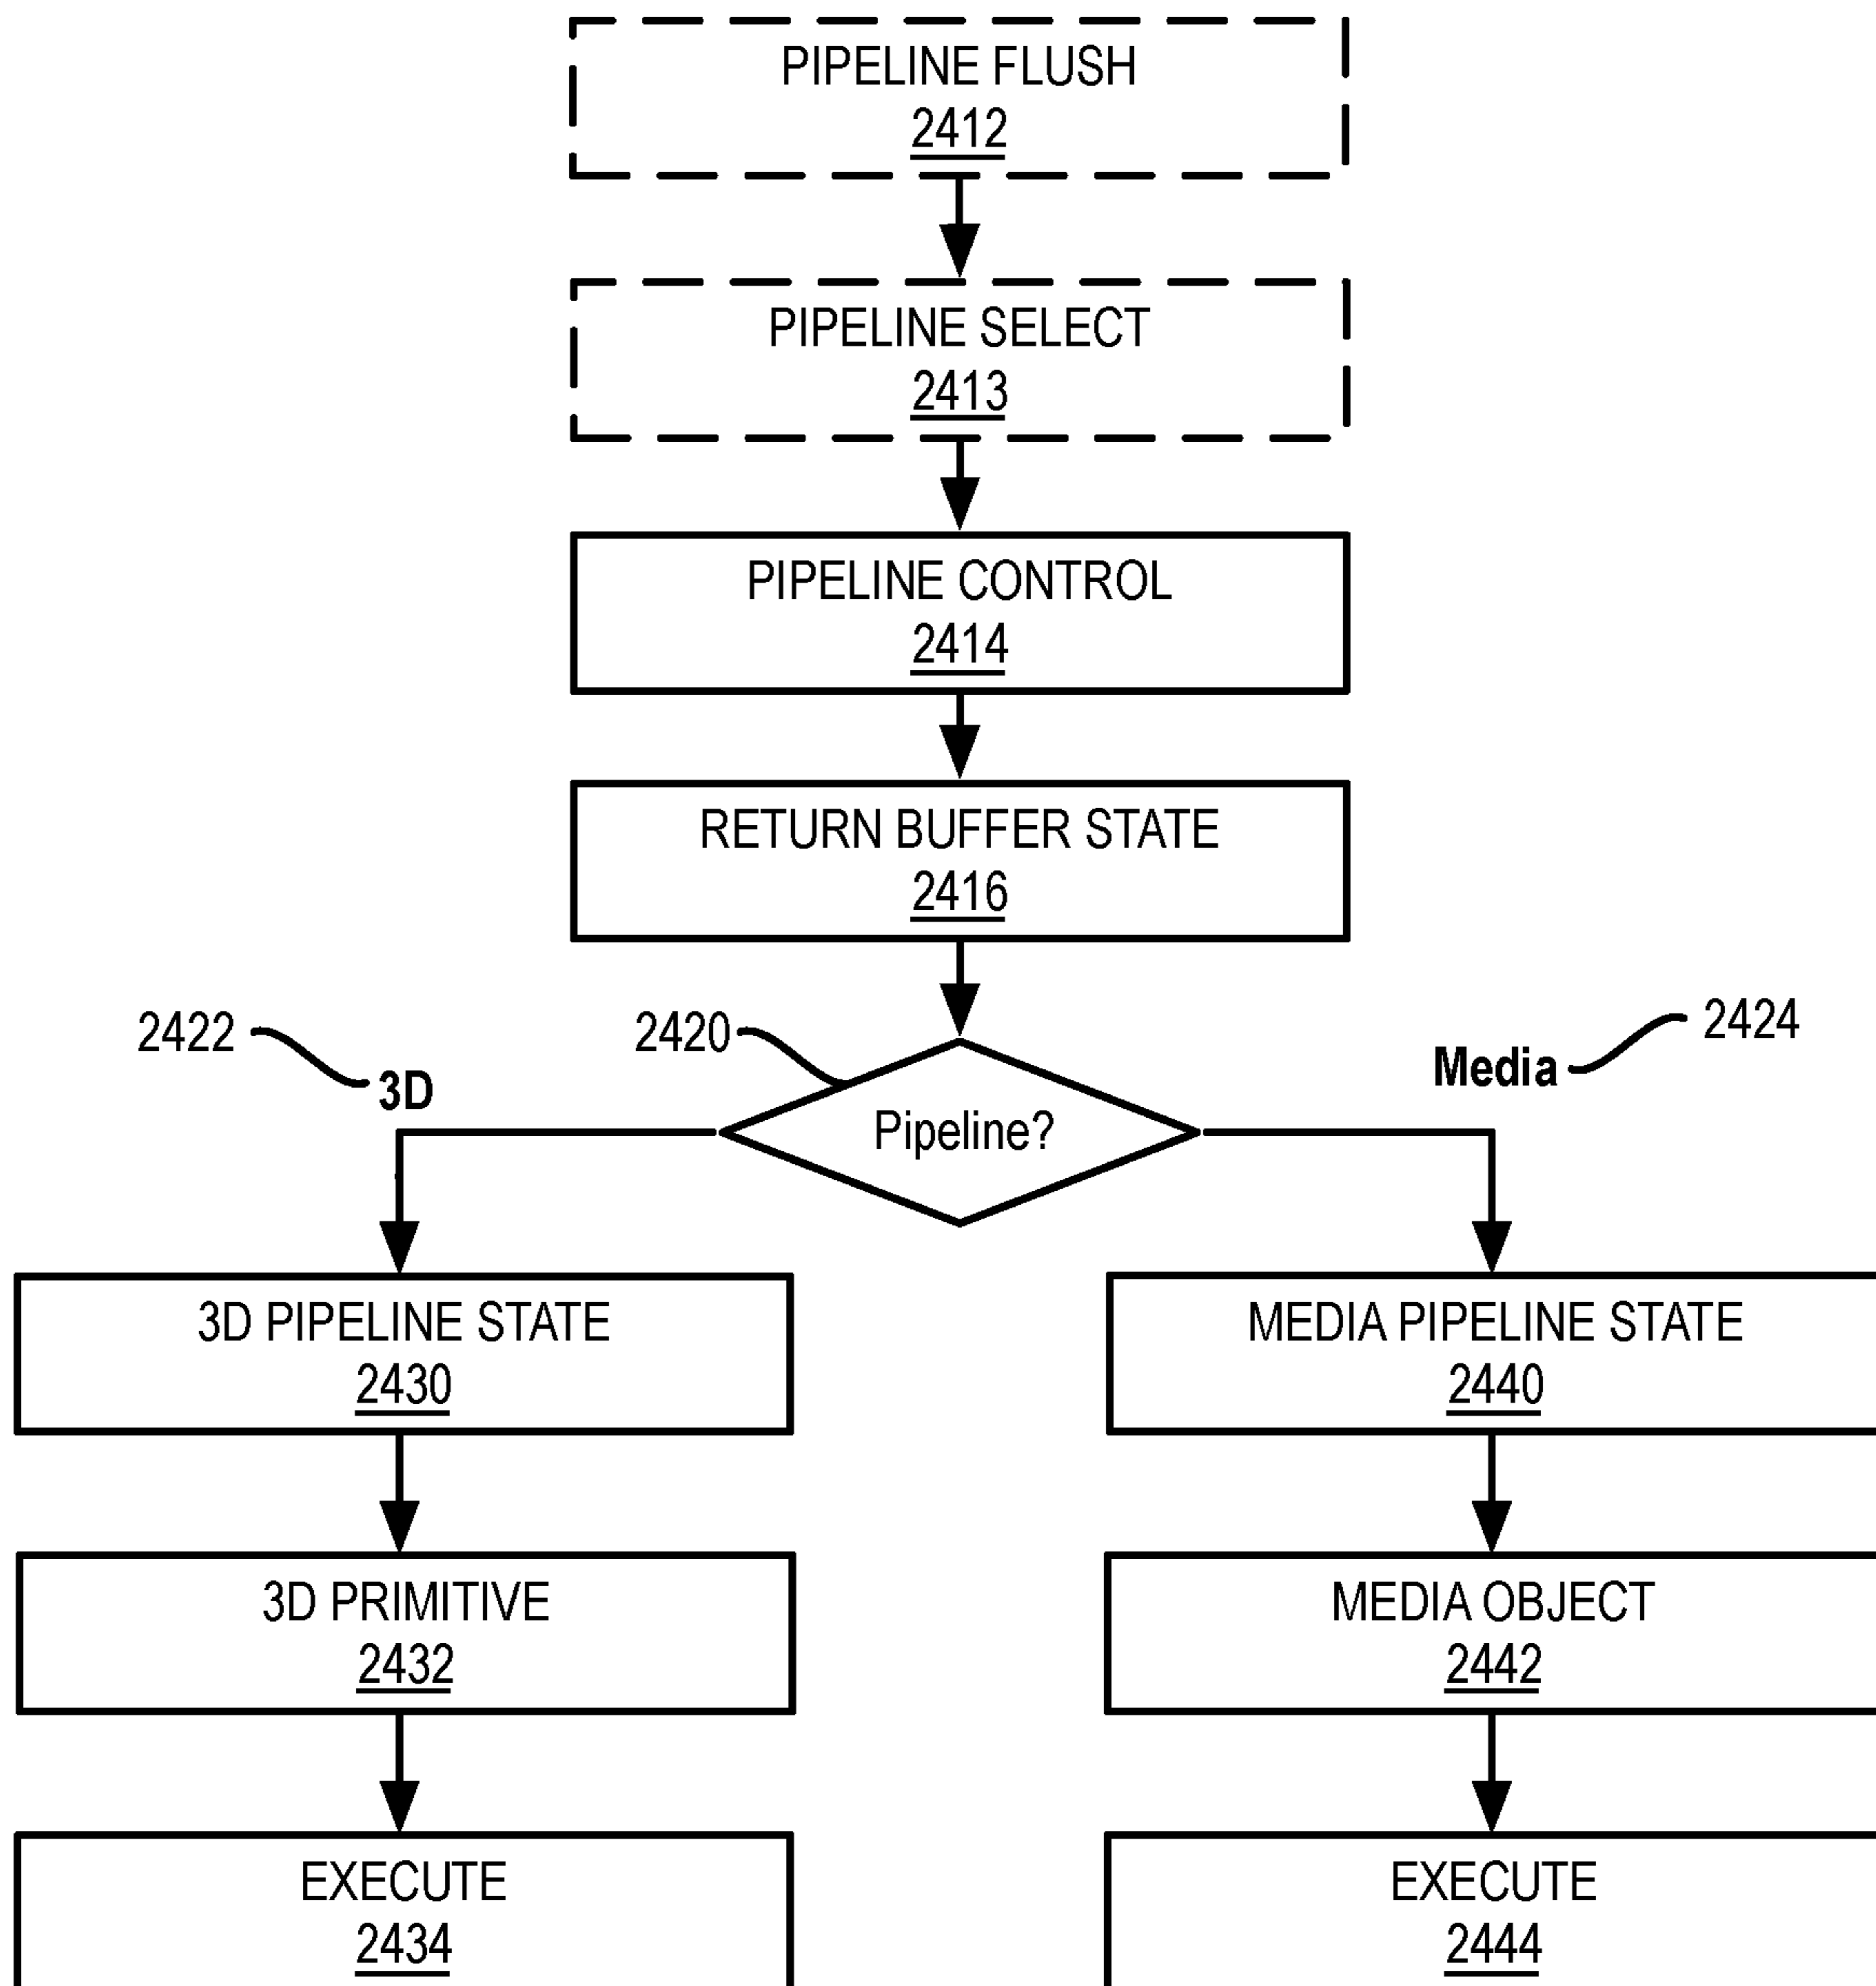 PIPELINE FLUSH
2412
PIPELINE SELECT
2413
PIPELINE CONTROL
2414
RETURN BUFFER STATE
2416
2422
2420
2424
3D
Media
Pipeline?
3D PIPELINE STATE
2430
MEDIA PIPELINE STATE
2440
3D PRIMITIVE
2432
MEDIA OBJECT
2442
EXECUTE
2434
EXECUTE
2444